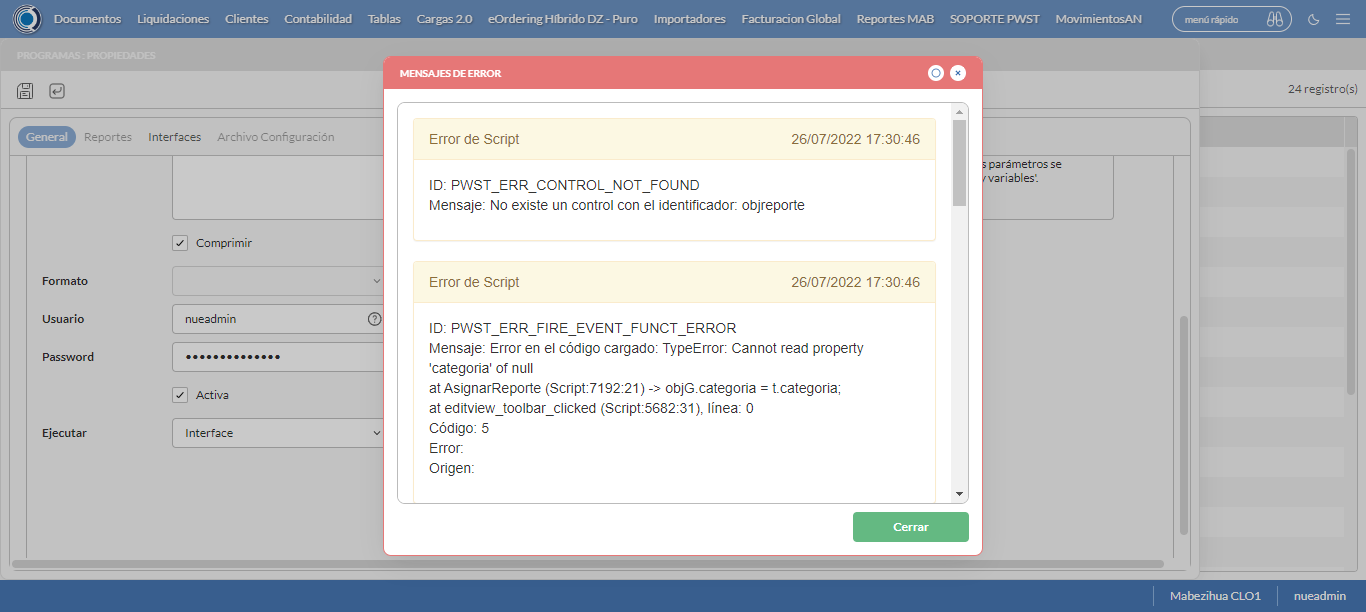 Documentos Liquidaciones Clientes Contabilidad Tablas Cargas 2.0 eOrdering Híbrido DZ - Puro Importadores Facturacion Global Reportes MAB SOPORTE PWST MovimientosAN menú rápido
PROGRAMAS : PROPIEDADES
24 registro(s)
General Reportes Interfaces Archivo Configuración
s parámetros se
y variables'.
Comprimir
Formato
Usuario nueadmin
Password ••••••••••••••
Activa
Ejecutar Interface
MENSAJES DE ERROR
Error de Script 26/07/2022 17:30:46
ID: PWST_ERR_CONTROL_NOT_FOUND
Mensaje: No existe un control con el identificador: objreporte
Error de Script 26/07/2022 17:30:46
ID: PWST_ERR_FIRE_EVENT_FUNCT_ERROR
Mensaje: Error en el código cargado: TypeError: Cannot read property
'categoria' of null
at AsignarReporte (Script:7192:21) -> objG.categoria = t.categoria;
at editview_toolbar_clicked (Script:5682:31), línea: 0
Código: 5
Error:
Origen:
Cerrar
Mabezihua CLO1 nueadmin